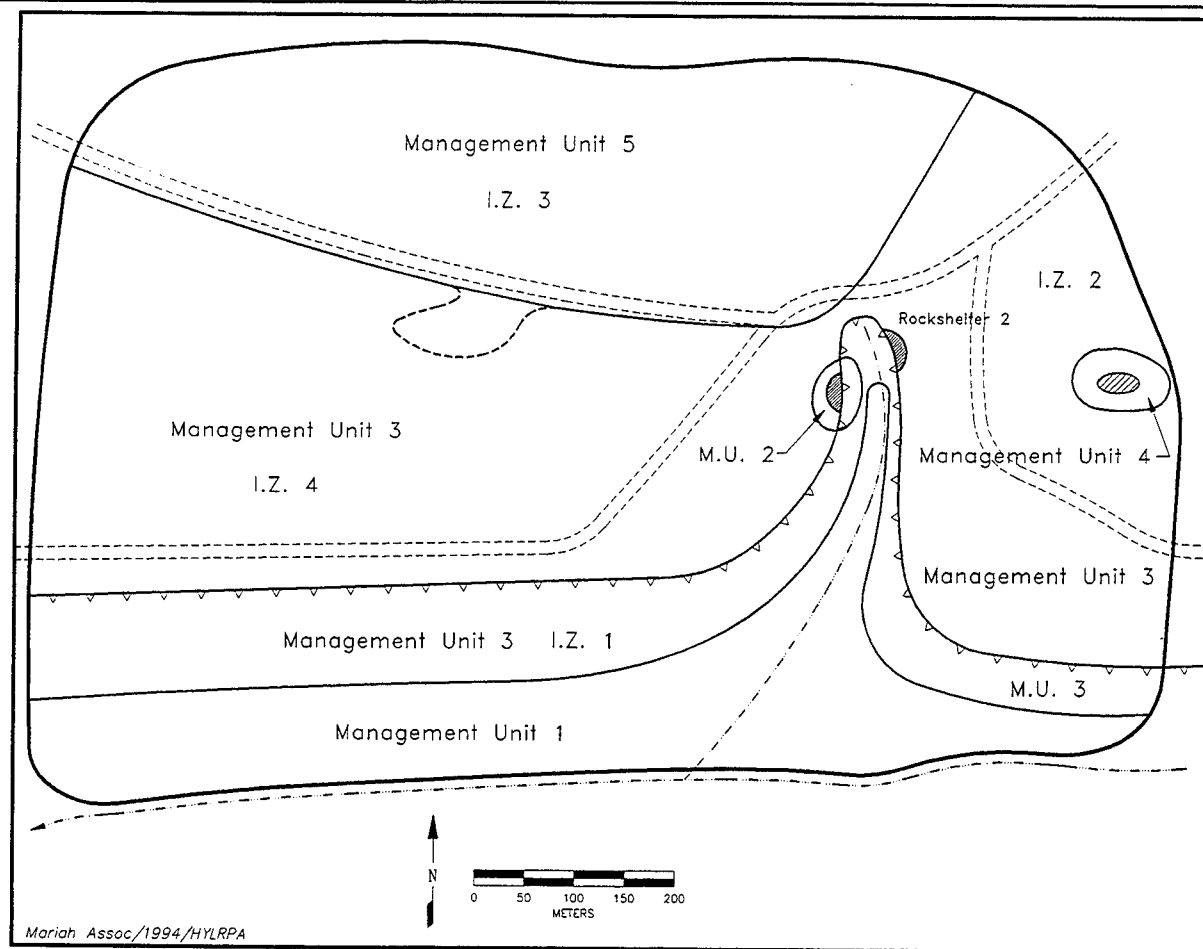 Management Unit 5
I.Z. 3
I.Z. 2
Rockshelter 2
Management Unit 3
I.Z. 4
M.U. 2
Management Unit 4
Management Unit 3
Management Unit 3 I.Z. 1
M.U. 3
Management Unit 1
N
0 50 100 150 200
METERS
Mariah Assoc/1994/HYLRPA